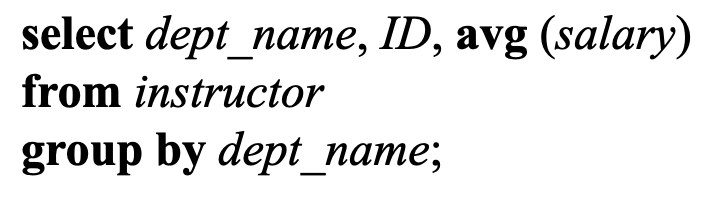 select dept_name, ID, avg (salary)
from instructor
group by dept_name;